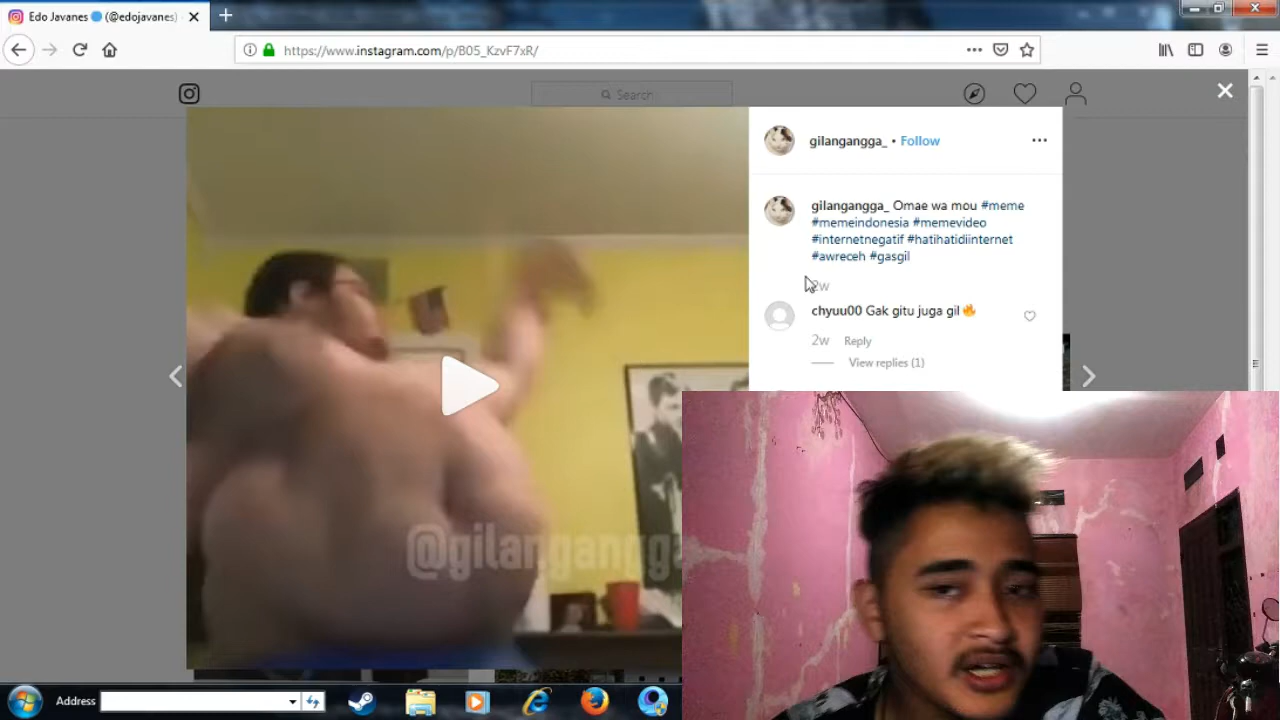 Edo Javanes (@edojavanes)
https://www.instagram.com/p/B05_KzvF7xR/
Search
gilangangga_ • Follow
gilangangga_ Omae wa mou #meme
#memeindonesia #memevideo
#internetnegatif #hatihatidiinternet
#awreceh #gasgil
2w
chyuu00 Gak gitu juga gil🔥
2w Reply
View replies (1)
@gilangangga
Address